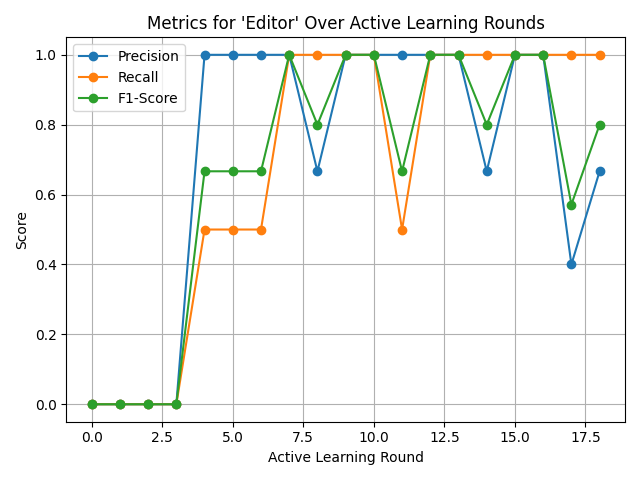 Metrics for 'Editor' Over Active Learning Rounds
Precision
Recall
F1-Score
Score
1.0
0.8
0.6
0.4
0.2
0.0
0.0 2.5 5.0 7.5 10.0 12.5 15.0 17.5
Active Learning Round